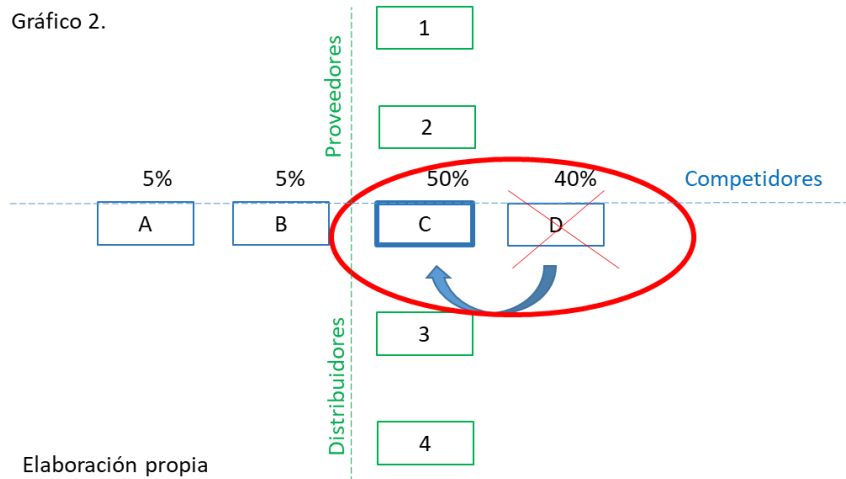 Gráfico 2.
1
Proveedores
2
5% 5% 50% 40% Competidores
A B C D
3
Distribuidores
4
Elaboración propia